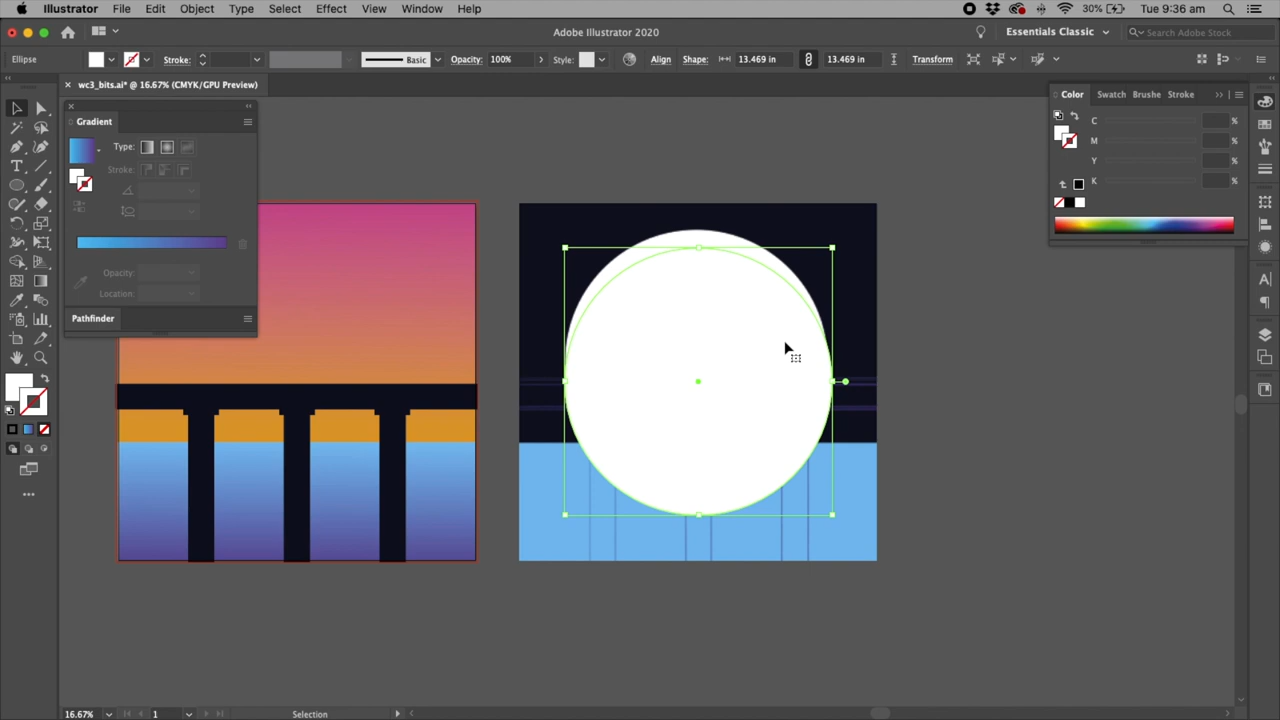 Illustrator File Edit Object Type Select Effect View Window Help 30% Tue 9:36 am
Adobe Illustrator 2020 Essentials Classic Search Adobe Stock
Ellipse Stroke: Basic Opacity: 100% Style: Align Shape: 13.469 in 13.469 in Transform
× wc3_bits.ai* @ 16.67% (CMYK/GPU Preview)
Gradient
Type:
Stroke:
Opacity:
Location:
Pathfinder
Color Swatch Brushe Stroke
C %
M %
Y %
K %
16.67% 1 Selection